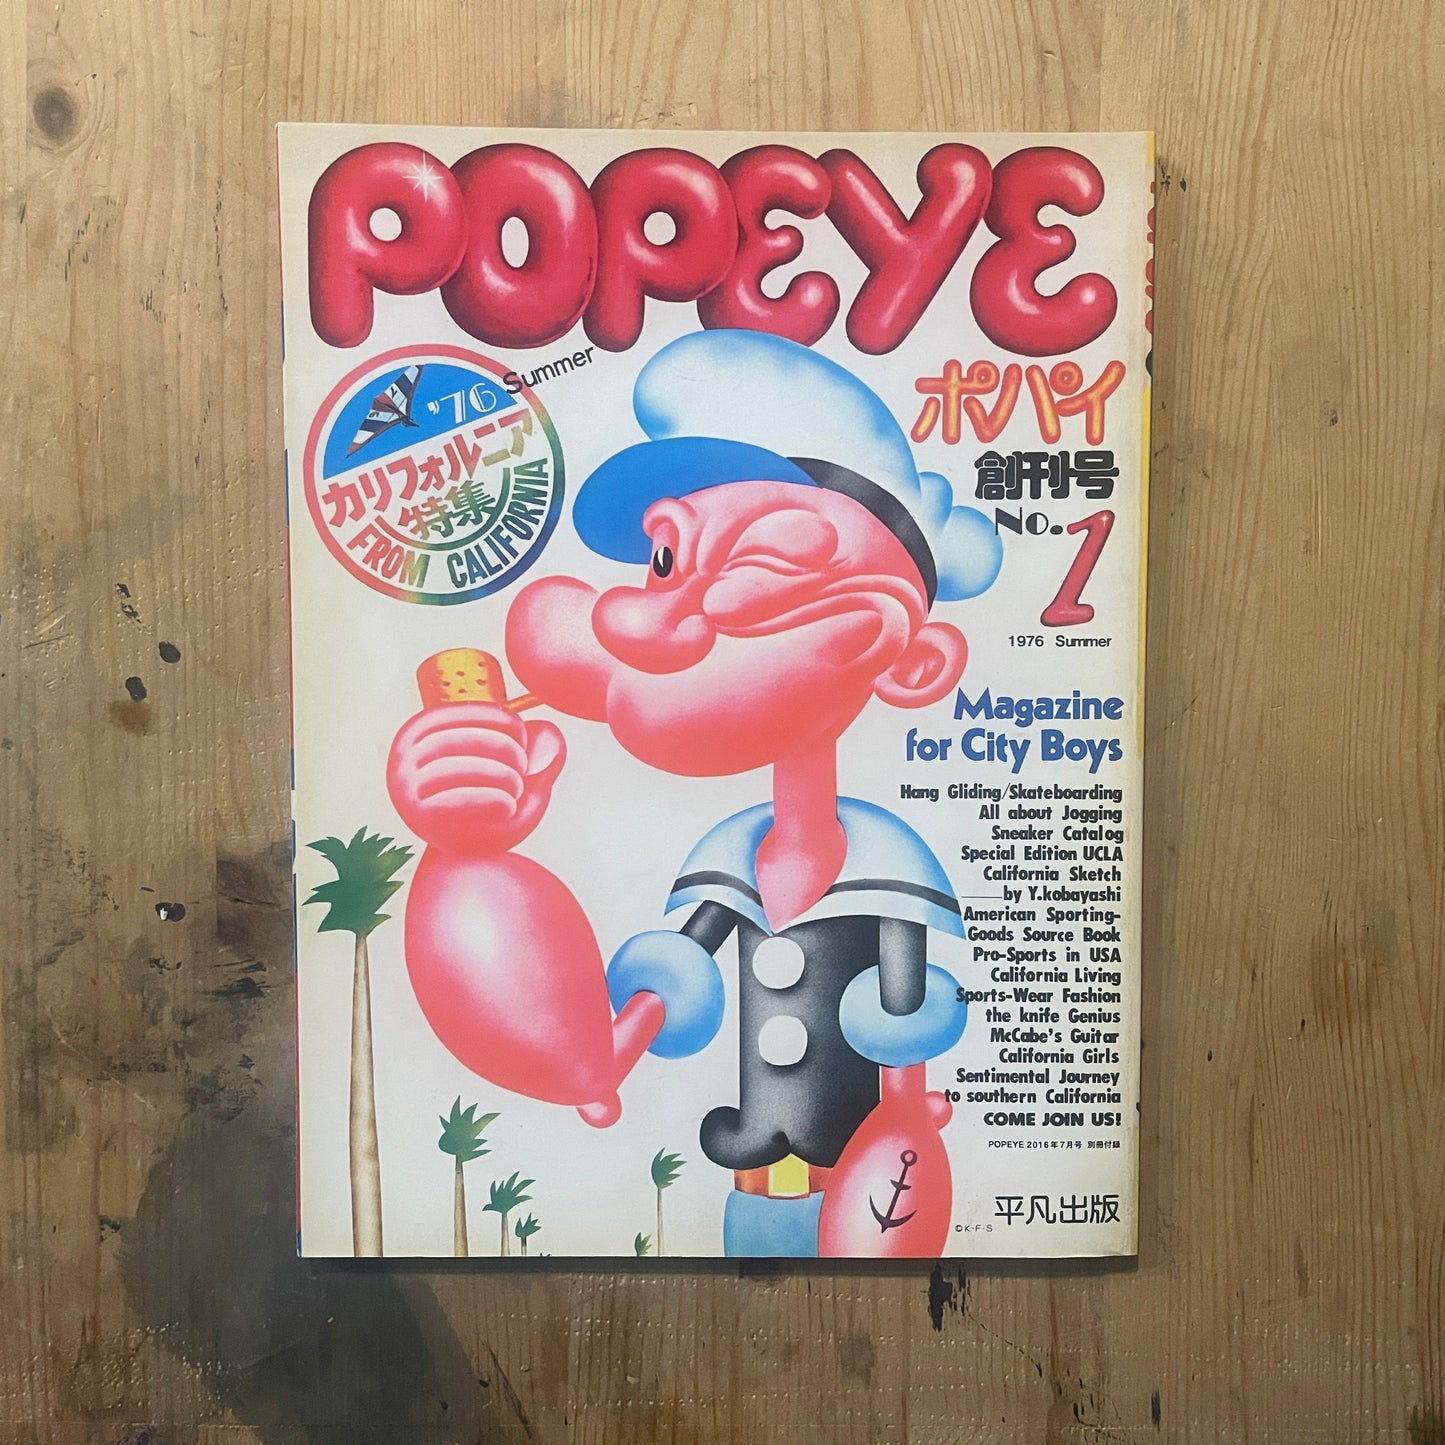 POPEYE
'76 Summer
カリフォルニア
特集
FROM CALIFORNIA
ポパイ
創刊号
No.1
1976 Summer
Magazine
for City Boys
Hang Gliding/Skateboarding
All about Jogging
Sneaker Catalog
Special Edition UCLA
California Sketch
by Y.kobayashi
American Sporting-
Goods Source Book
Pro-Sports in USA
California Living
Sports-Wear Fashion
the knife Genius
McCabe's Guitar
California Girls
Sentimental Journey
to southern California
COME JOIN US!
POPEYE 2016年7月号 別冊付録
©K·F·S
平凡出版